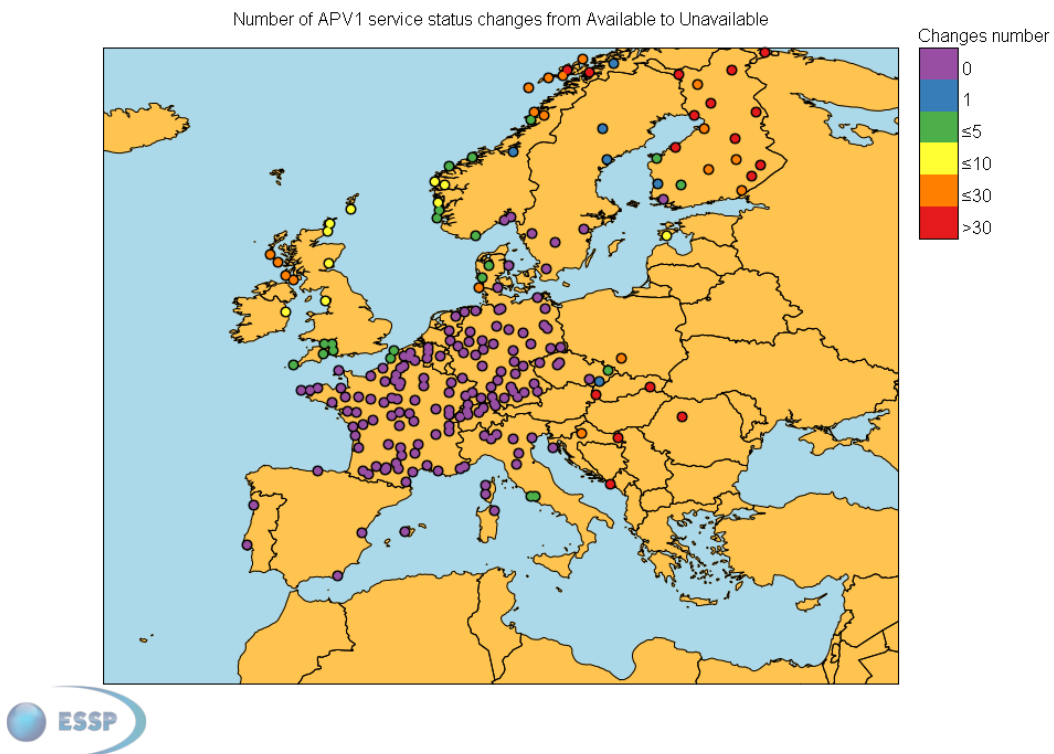 Number of APV1 service status changes from Available to Unavailable
Changes number
0
1
≤5
≤10
≤30
>30
ESSP